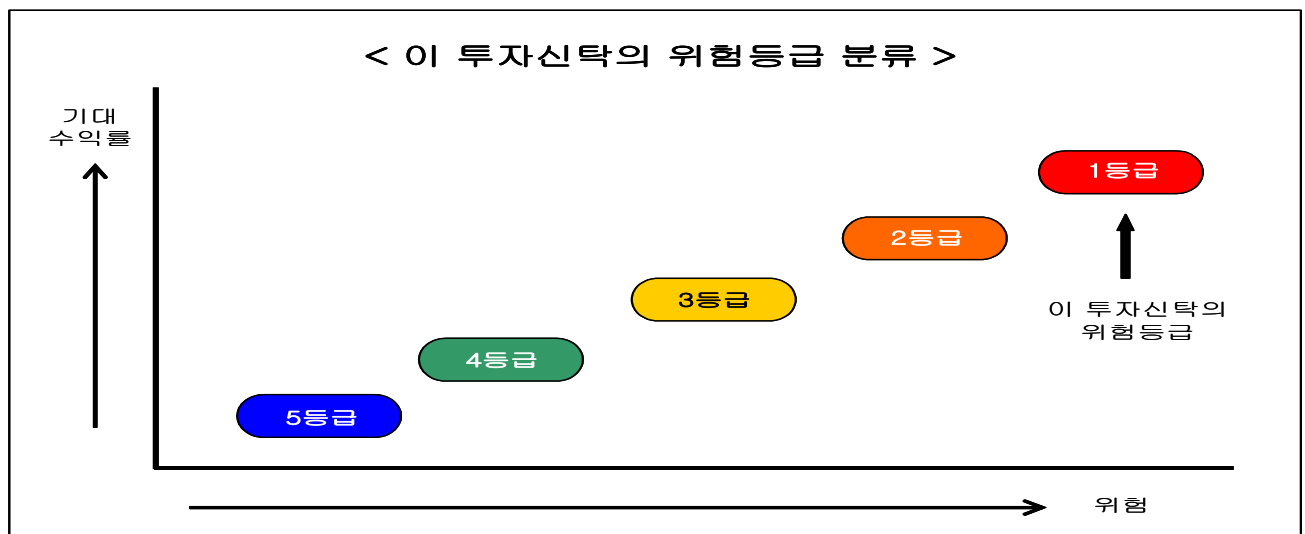 < 이 투자신탁의 위험등급 분류 >
기대
수익률
1등급
2등급
3등급
이 투자신탁의
위험등급
4등급
5등급
위험